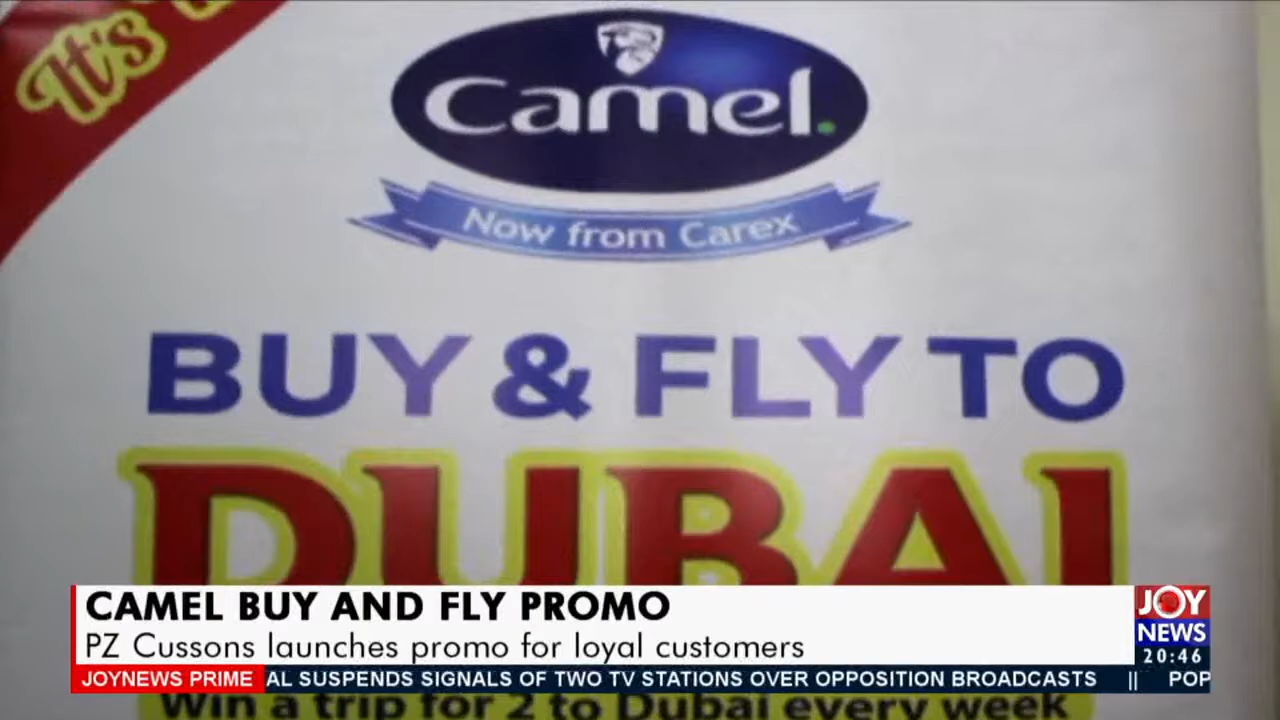 It's
Camel.
Now from Carex
BUY & FLY TO
DUBAI
CAMEL BUY AND FLY PROMO
PZ Cussons launches promo for loyal customers
JOY
NEWS
20:46
JOYNEWS PRIME
AL SUSPENDS SIGNALS OF TWO TV STATIONS OVER OPPOSITION BROADCASTS || POP
Win a trip for 2 to Dubai every week